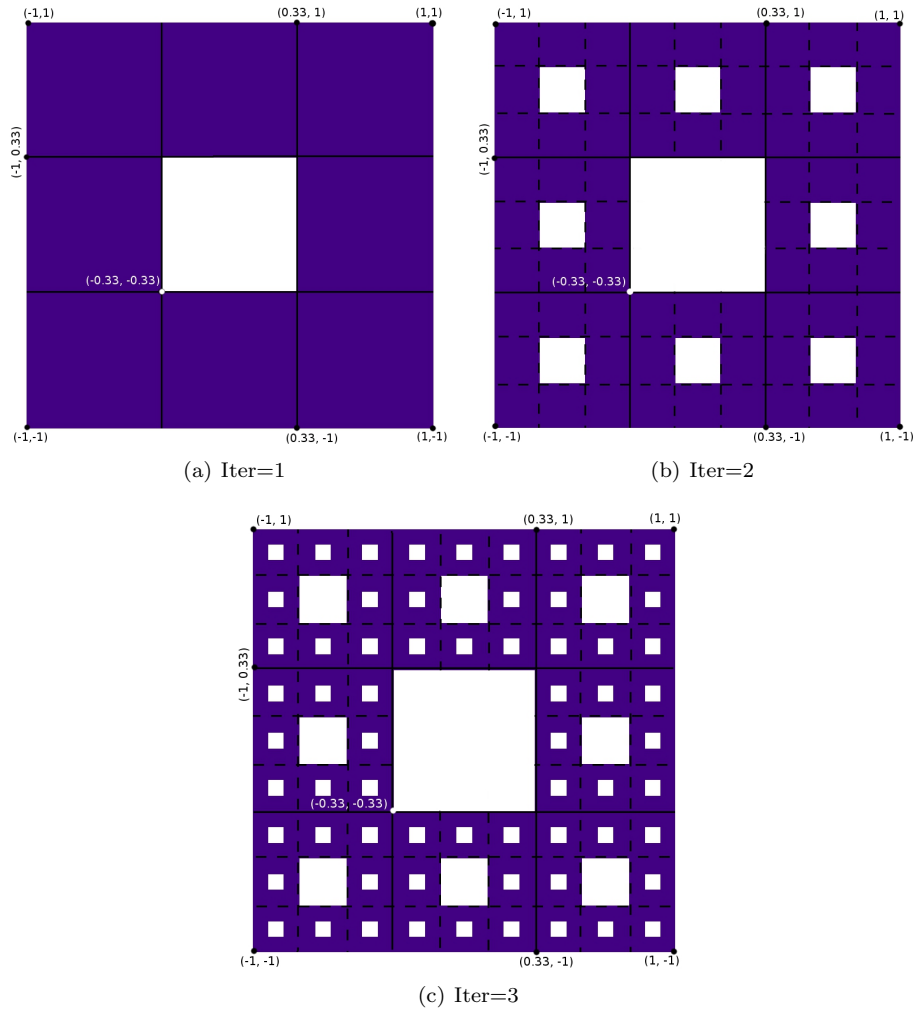 (-1,1) (0.33, 1) (1,1)
(-1, 0.33)
(-0.33, -0.33)
(-1,-1) (0.33, -1) (1,-1)
(a) Iter=1
(-1, 1) (0.33, 1) (1, 1)
(-1, 0.33)
(-0.33, -0.33)
(-1, -1) (0.33, -1) (1, -1)
(b) Iter=2
(-1, 1) (0.33, 1) (1, 1)
(-1, 0.33)
(-0.33, -0.33)
(-1, -1) (0.33, -1) (1, -1)
(c) Iter=3